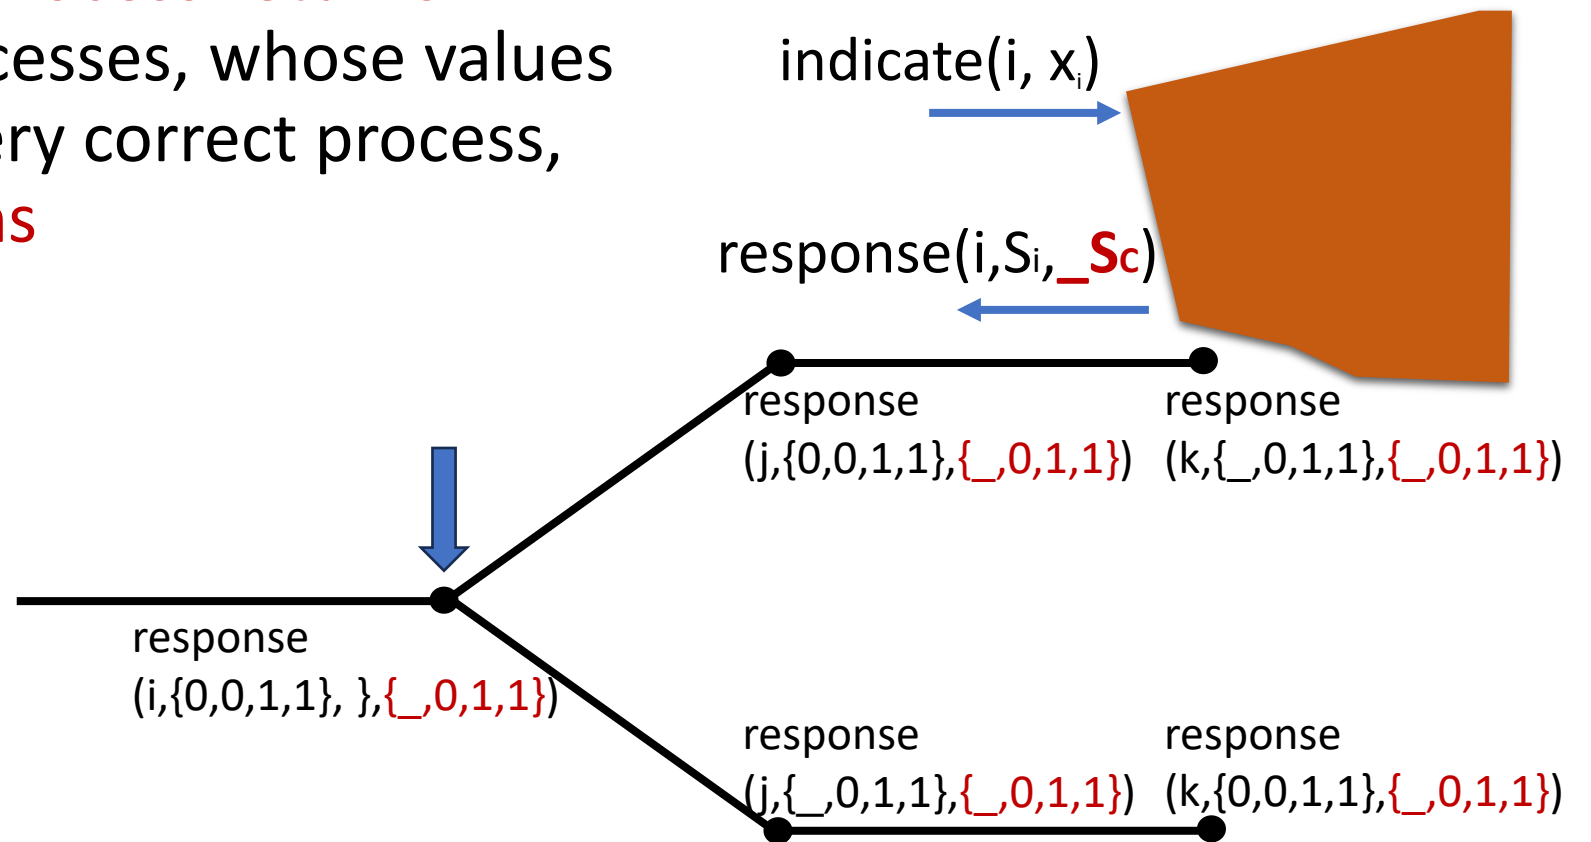 cesses, whose values
ery correct process,
ns
indicate(i, xᵢ)
response(i,Si,_Sc)
response
(j,{0,0,1,1},{_,0,1,1})
response
(k,{_,0,1,1},{_,0,1,1})
response
(i,{0,0,1,1}, },{_,0,1,1})
response
(j,{_,0,1,1},{_,0,1,1})
response
(k,{0,0,1,1},{_,0,1,1})